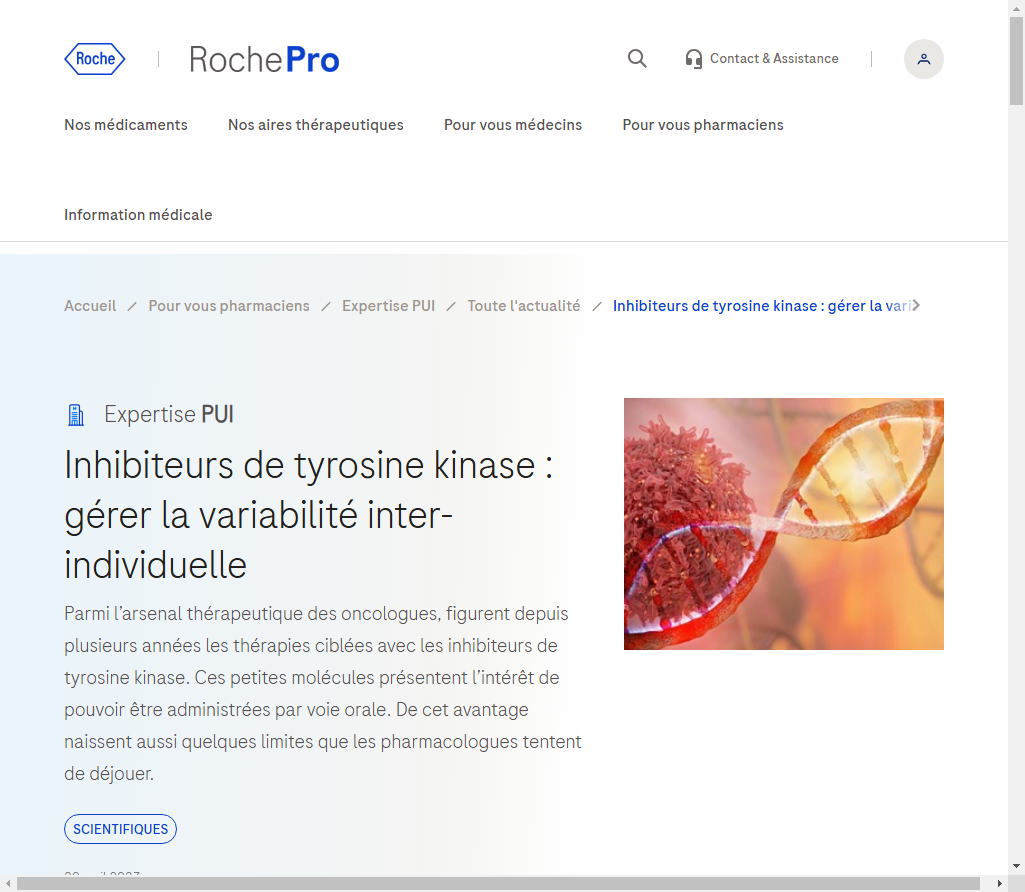 Roche
RochePro
Contact & Assistance
Nos médicaments
Nos aires thérapeutiques
Pour vous médecins
Pour vous pharmaciens
Information médicale
Accueil / Pour vous pharmaciens / Expertise PUI / Toute l'actualité / Inhibiteurs de tyrosine kinase : gérer la vari
Expertise PUI
Inhibiteurs de tyrosine kinase :
gérer la variabilité inter-
individuelle
Parmi l’arsenal thérapeutique des oncologues, figurent depuis
plusieurs années les thérapies ciblées avec les inhibiteurs de
tyrosine kinase. Ces petites molécules présentent l’intérêt de
pouvoir être administrées par voie orale. De cet avantage
naissent aussi quelques limites que les pharmacologues tentent
de déjouer.
SCIENTIFIQUES